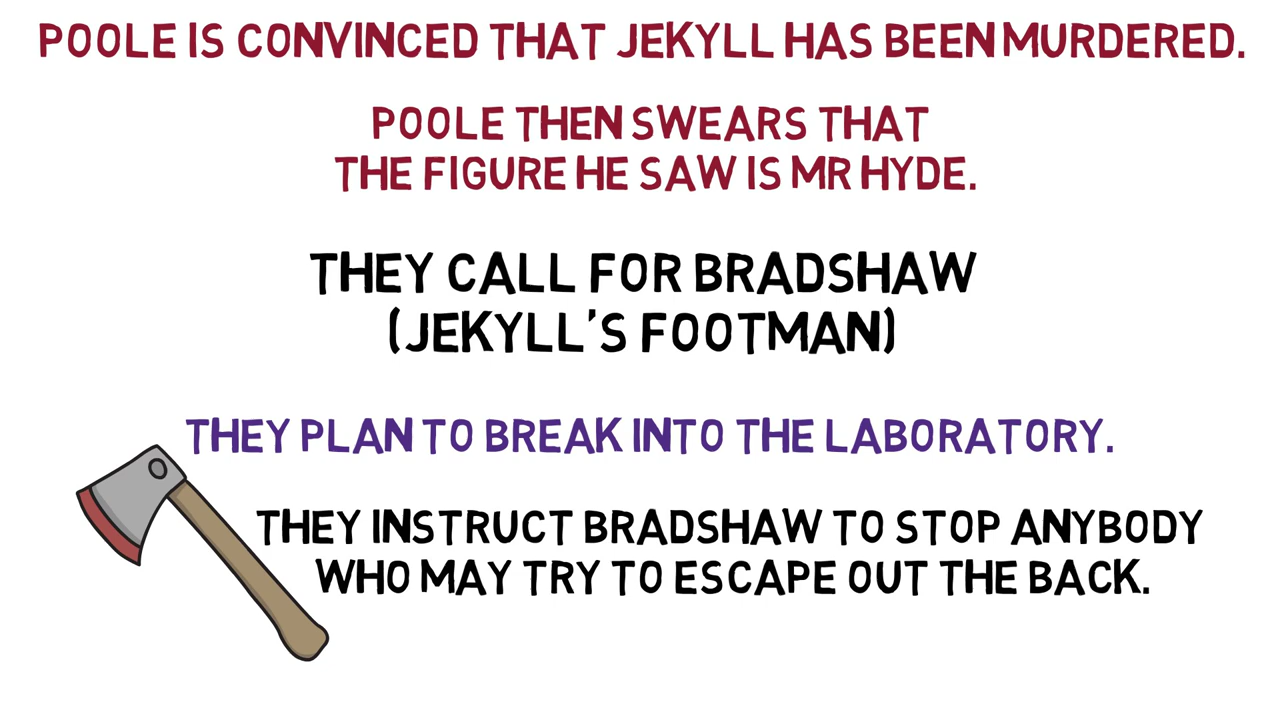 POOLE IS CONVINCED THAT JEKYLL HAS BEEN MURDERED.
POOLE THEN SWEARS THAT
THE FIGURE HE SAW IS MR HYDE.
THEY CALL FOR BRADSHAW
(JEKYLL'S FOOTMAN)
THEY PLAN TO BREAK INTO THE LABORATORY.
THEY INSTRUCT BRADSHAW TO STOP ANYBODY
WHO MAY TRY TO ESCAPE OUT THE BACK.